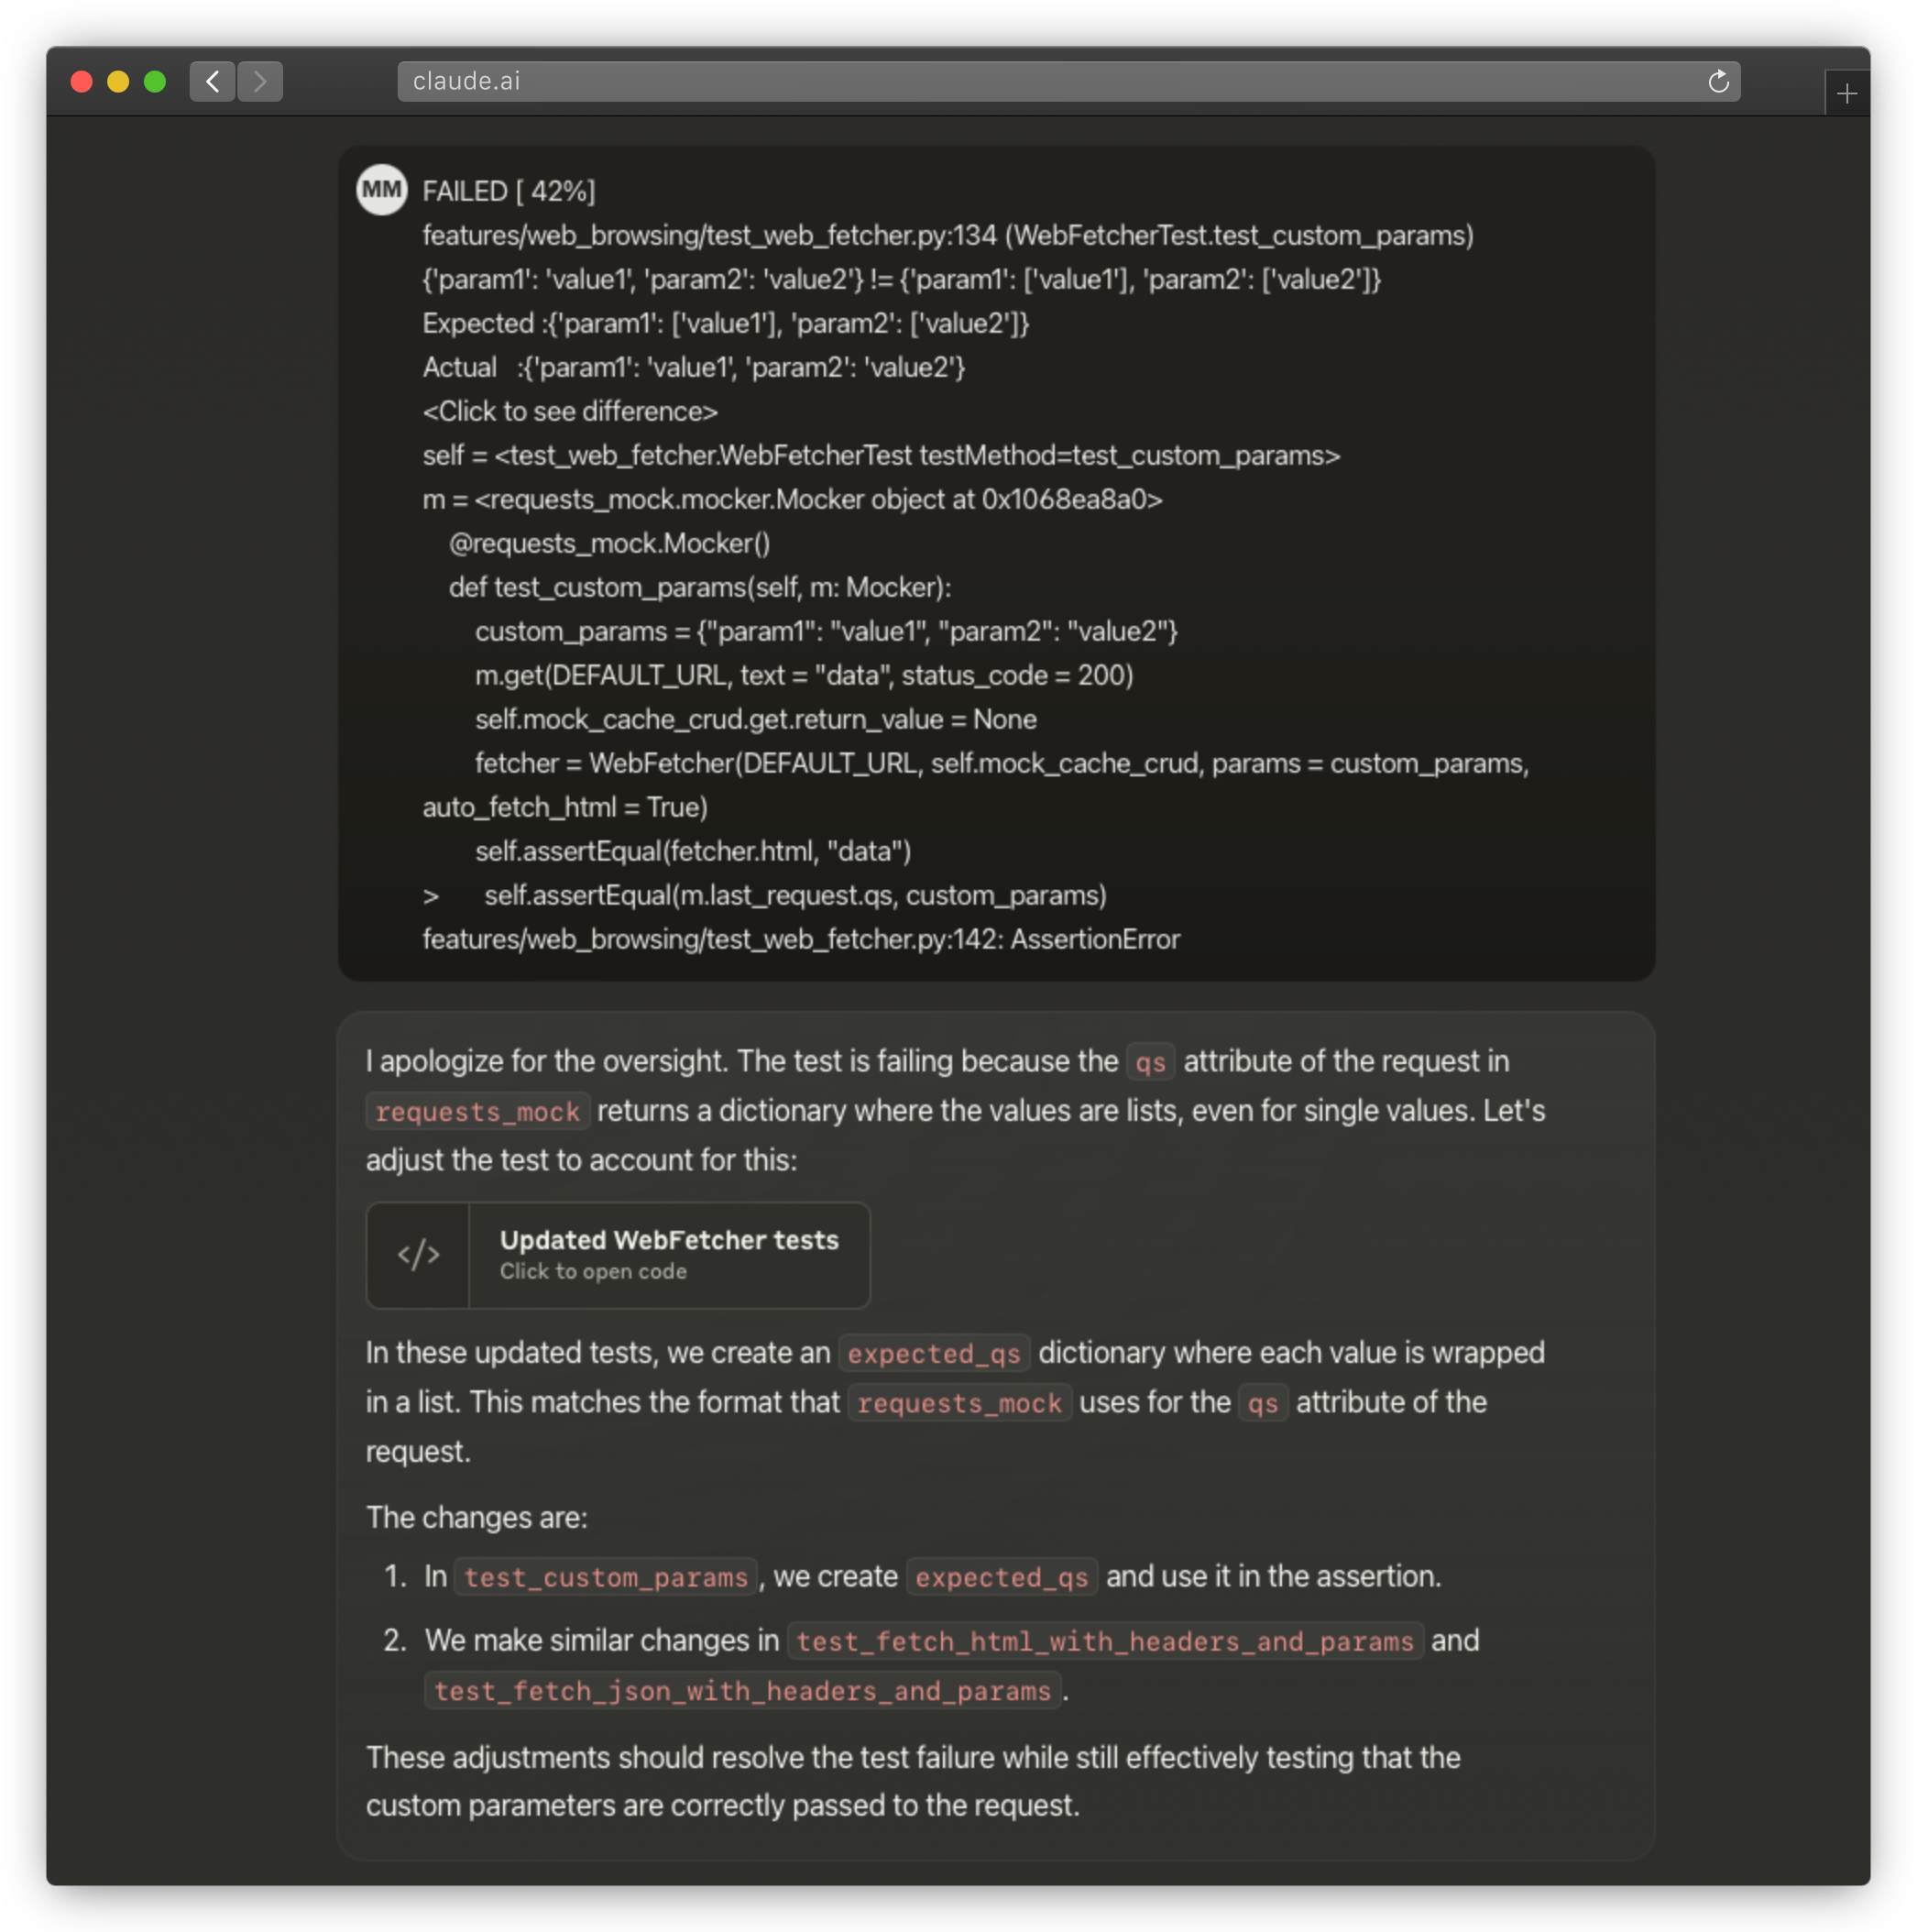 claude.ai
MM
FAILED [ 42%]
features/web_browsing/test_web_fetcher.py:134 (WebFetcherTest.test_custom_params)
{'param1': 'value1', 'param2': 'value2'} != {'param1': ['value1'], 'param2': ['value2']}
Expected :{'param1': ['value1'], 'param2': ['value2']}
Actual   :{'param1': 'value1', 'param2': 'value2'}
<Click to see difference>
self = <test_web_fetcher.WebFetcherTest testMethod=test_custom_params>
m = <requests_mock.mocker.Mocker object at 0x1068ea8a0>
    @requests_mock.Mocker()
    def test_custom_params(self, m: Mocker):
        custom_params = {"param1": "value1", "param2": "value2"}
        m.get(DEFAULT_URL, text = "data", status_code = 200)
        self.mock_cache_crud.get.return_value = None
        fetcher = WebFetcher(DEFAULT_URL, self.mock_cache_crud, params = custom_params,
auto_fetch_html = True)
        self.assertEqual(fetcher.html, "data")
>       self.assertEqual(m.last_request.qs, custom_params)
features/web_browsing/test_web_fetcher.py:142: AssertionError
I apologize for the oversight. The test is failing because the qs attribute of the request in
requests_mock returns a dictionary where the values are lists, even for single values. Let's
adjust the test to account for this:
</>
Updated WebFetcher tests
Click to open code
In these updated tests, we create an expected_qs dictionary where each value is wrapped
in a list. This matches the format that requests_mock uses for the qs attribute of the
request.
The changes are:
1. In test_custom_params, we create expected_qs and use it in the assertion.
2. We make similar changes in test_fetch_html_with_headers_and_params and
test_fetch_json_with_headers_and_params.
These adjustments should resolve the test failure while still effectively testing that the
custom parameters are correctly passed to the request.